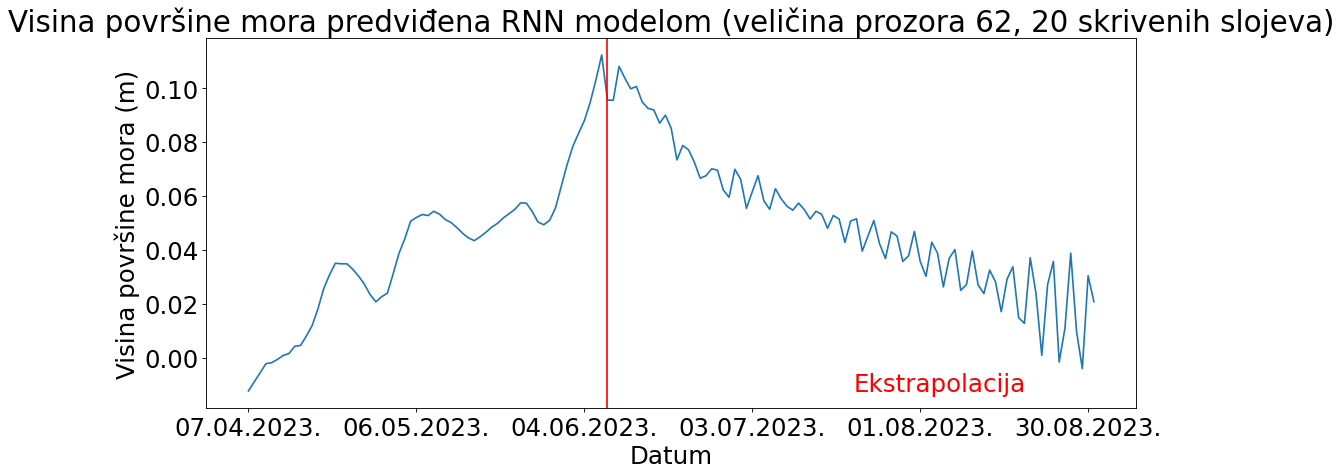 Visina površine mora predviđena RNN modelom (veličina prozora 62, 20 skrivenih slojeva)
Visina površine mora (m)
0.10
0.08
0.06
0.04
0.02
0.00
Ekstrapolacija
07.04.2023. 06.05.2023. 04.06.2023. 03.07.2023. 01.08.2023. 30.08.2023.
Datum